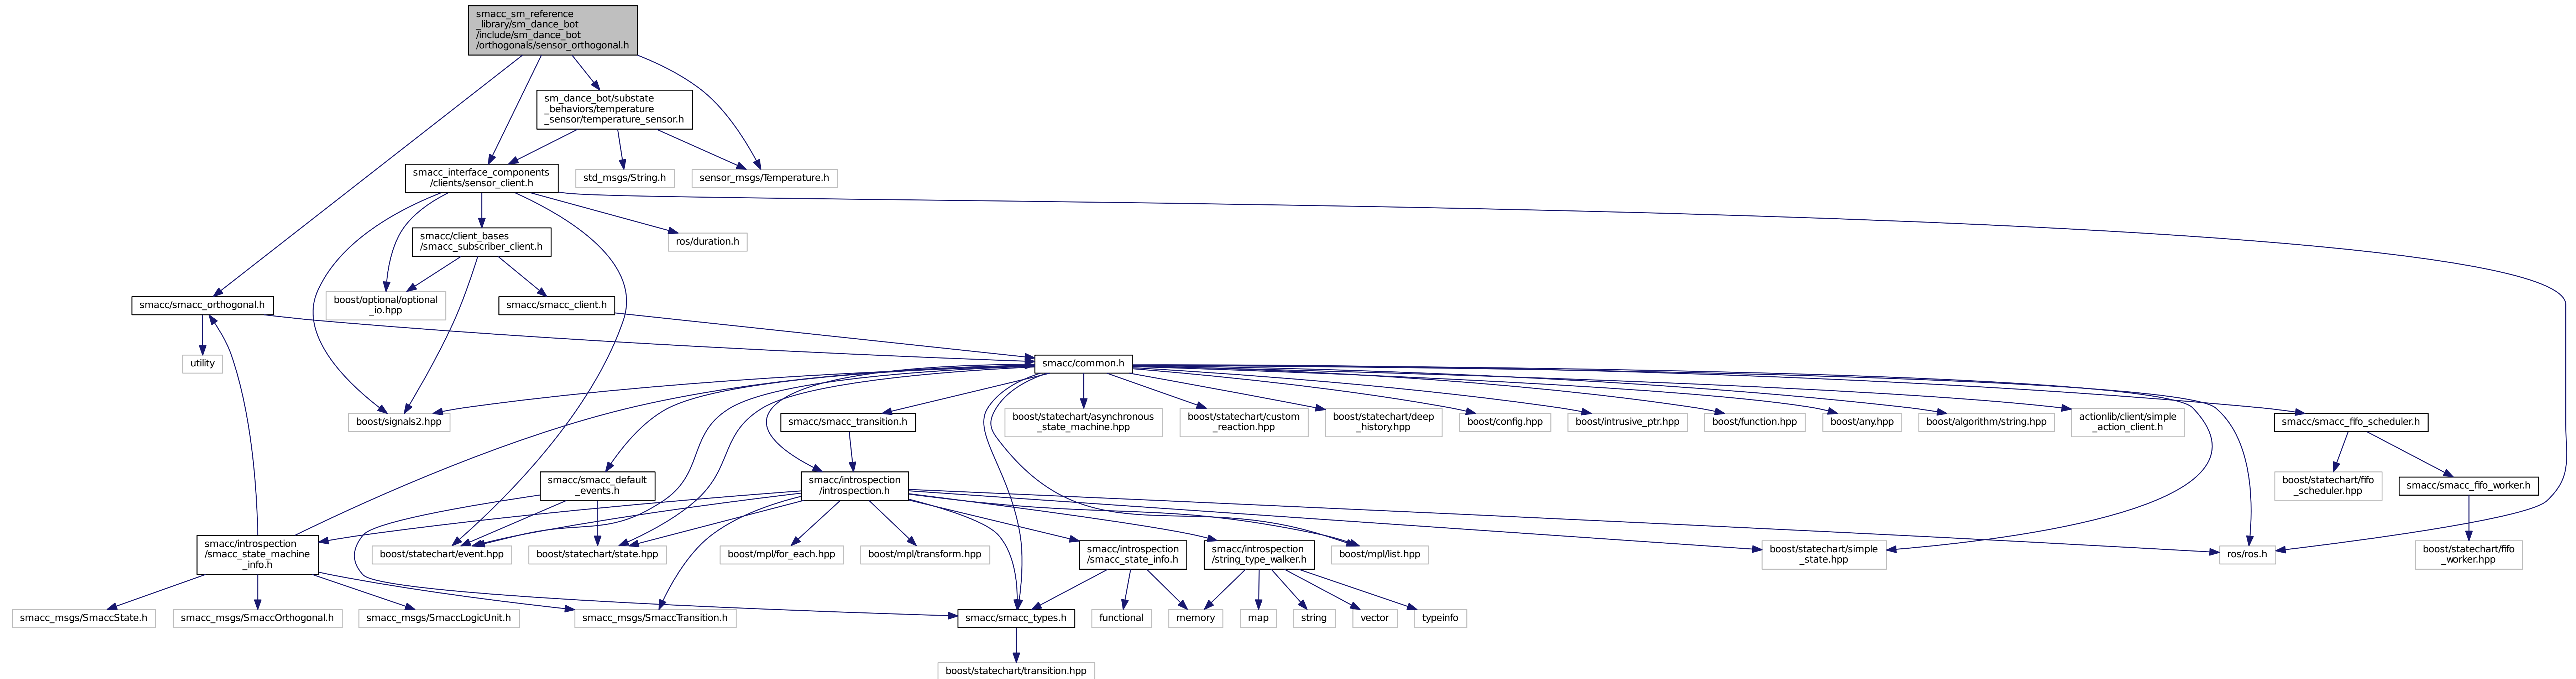 smacc_sm_reference
_library/sm_dance_bot
/include/sm_dance_bot
/orthogonals/sensor_orthogonal.h
sm_dance_bot/substate
_behaviors/temperature
_sensor/temperature_sensor.h
smacc_interface_components
/clients/sensor_client.h
std_msgs/String.h
sensor_msgs/Temperature.h
smacc/client_bases
/smacc_subscriber_client.h
ros/duration.h
smacc/smacc_orthogonal.h
boost/optional/optional
_io.hpp
smacc/smacc_client.h
utility
smacc/common.h
boost/signals2.hpp
smacc/smacc_transition.h
boost/statechart/asynchronous
_state_machine.hpp
boost/statechart/custom
_reaction.hpp
boost/statechart/deep
_history.hpp
boost/config.hpp
boost/intrusive_ptr.hpp
boost/function.hpp
boost/any.hpp
boost/algorithm/string.hpp
actionlib/client/simple
_action_client.h
smacc/smacc_fifo_scheduler.h
smacc/smacc_default
_events.h
smacc/introspection
/introspection.h
boost/statechart/fifo
_scheduler.hpp
smacc/smacc_fifo_worker.h
smacc/introspection
/smacc_state_machine
_info.h
boost/statechart/event.hpp
boost/statechart/state.hpp
boost/mpl/for_each.hpp
boost/mpl/transform.hpp
smacc/introspection
/smacc_state_info.h
smacc/introspection
/string_type_walker.h
boost/mpl/list.hpp
boost/statechart/simple
_state.hpp
ros/ros.h
boost/statechart/fifo
_worker.hpp
smacc_msgs/SmaccState.h
smacc_msgs/SmaccOrthogonal.h
smacc_msgs/SmaccLogicUnit.h
smacc_msgs/SmaccTransition.h
smacc/smacc_types.h
functional
memory
map
string
vector
typeinfo
boost/statechart/transition.hpp